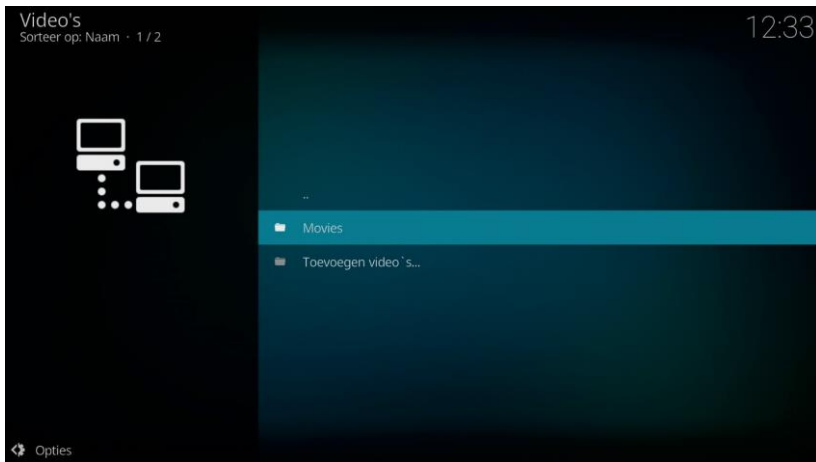 Video's
Sorteer op: Naam · 1 / 2
12:33
..
Movies
Toevoegen video`s...
Opties